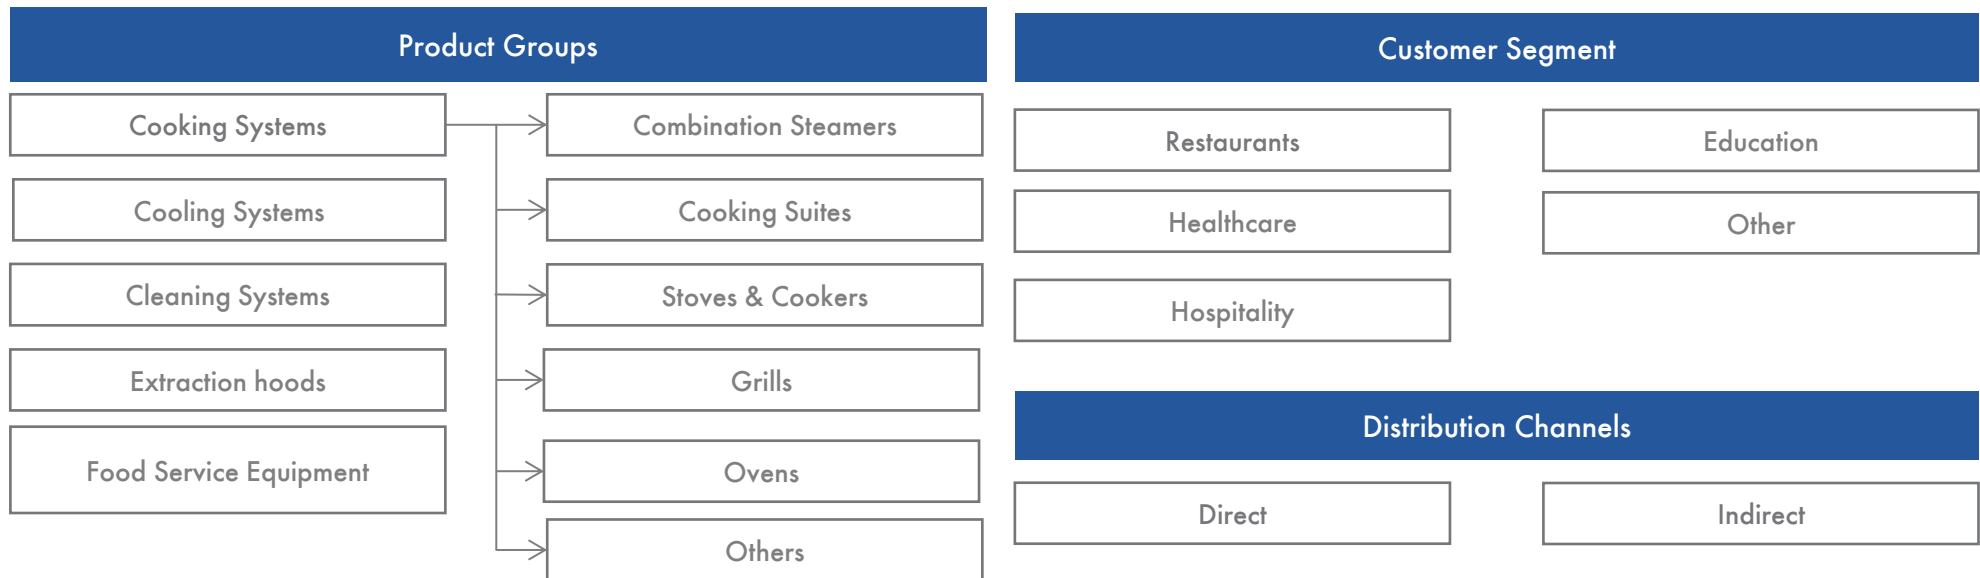 Product Groups
Cooking Systems
Cooling Systems
Cleaning Systems
Extraction hoods
Food Service Equipment
Combination Steamers
Cooking Suites
Stoves & Cookers
Grills
Ovens
Others
Customer Segment
Restaurants
Healthcare
Hospitality
Education
Other
Distribution Channels
Direct
Indirect